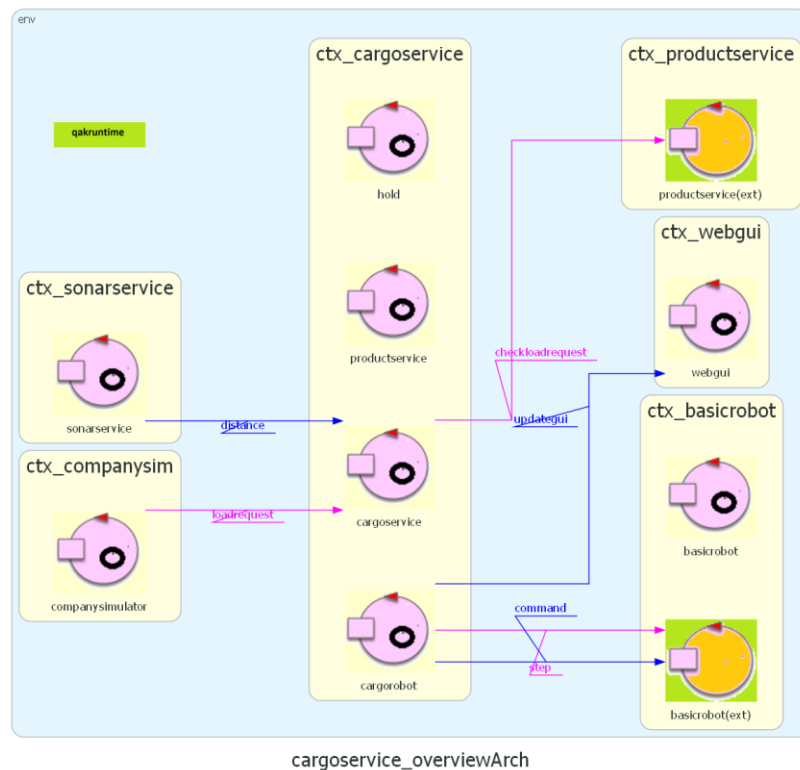 env
qakruntime
ctx_cargoservice
hold
productservice
cargoservice
cargorobot
ctx_sonarservice
sonarservice
ctx_companysim
companysimulator
distance
loadrequest
checkloadrequest
updategui
command
step
ctx_productservice
productservice(ext)
ctx_webgui
webgui
ctx_basicrobot
basicrobot
basicrobot(ext)
cargoservice_overviewArch